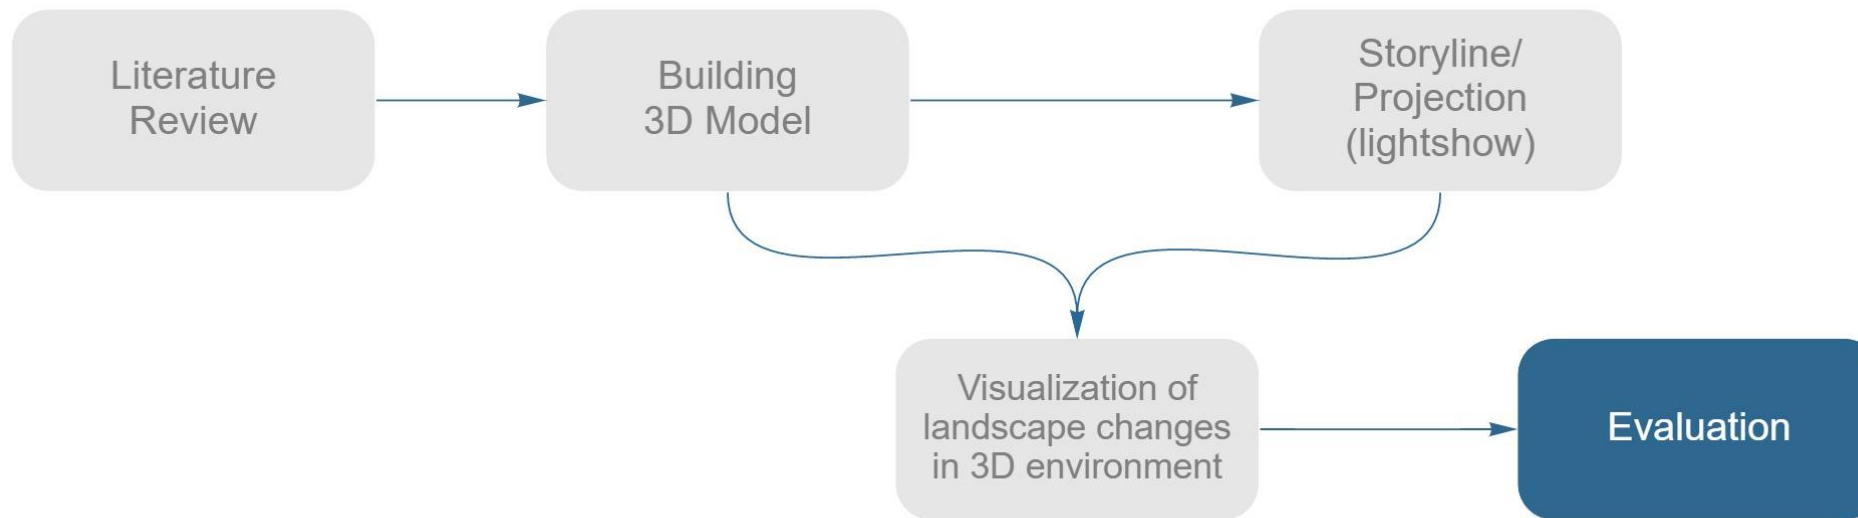 Literature
Review
Building
3D Model
Storyline/
Projection
(lightshow)
Visualization of
landscape changes
in 3D environment
Evaluation